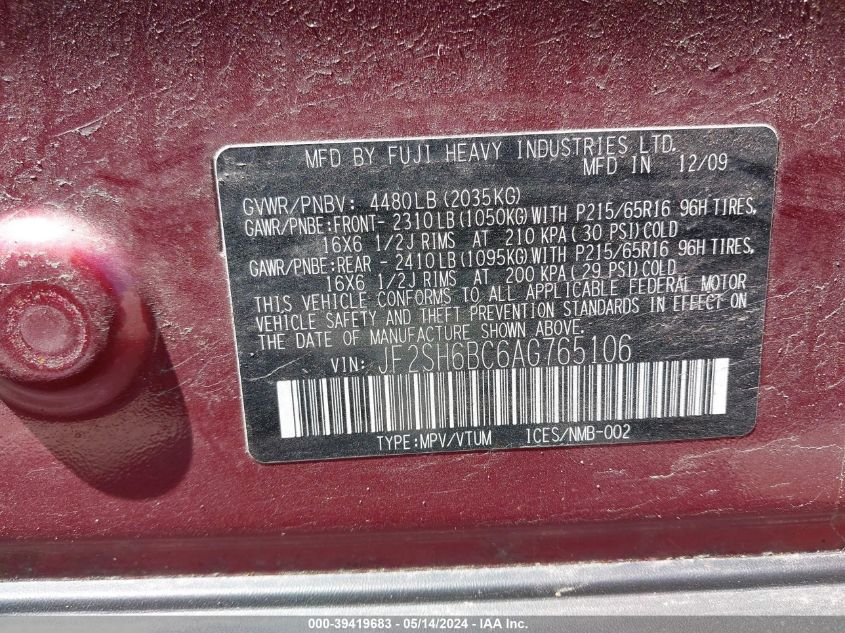 MFD BY FUJI HEAVY INDUSTRIES LTD.
MFD IN 12/09
GVWR/PNBV: 4480LB (2035KG)
GAWR/PNBE:FRONT- 2310LB (1050KG) WITH P215/65R16 96H TIRES,
16X6 1/2J RIMS AT 210 KPA (30 PSI) COLD
GAWR/PNBE:REAR - 2410LB (1095KG) WITH P215/65R16 96H TIRES,
16X6 1/2J RIMS AT 200 KPA (29 PSI) COLD
THIS VEHICLE CONFORMS TO ALL APPLICABLE FEDERAL MOTOR
VEHICLE SAFETY AND THEFT PREVENTION STANDARDS IN EFFECT ON
THE DATE OF MANUFACTURE SHOWN ABOVE.
VIN: JF2SH6BC6AG765106
TYPE:MPV/VTUM 1CES/NMB-002
000-39419683 - 05/14/2024 - COPYRIGHT IAA, INC.